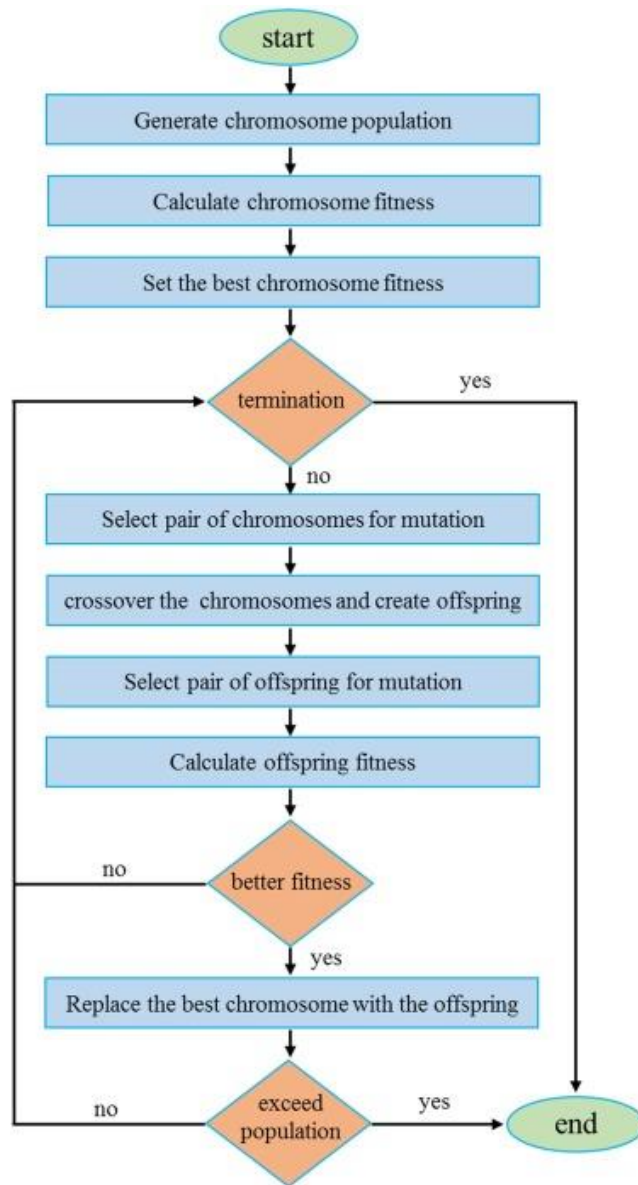 start
Generate chromosome population
Calculate chromosome fitness
Set the best chromosome fitness
yes
termination
no
Select pair of chromosomes for mutation
crossover the chromosomes and create offspring
Select pair of offspring for mutation
Calculate offspring fitness
no
better fitness
yes
Replace the best chromosome with the offspring
no
exceed
population
yes
end